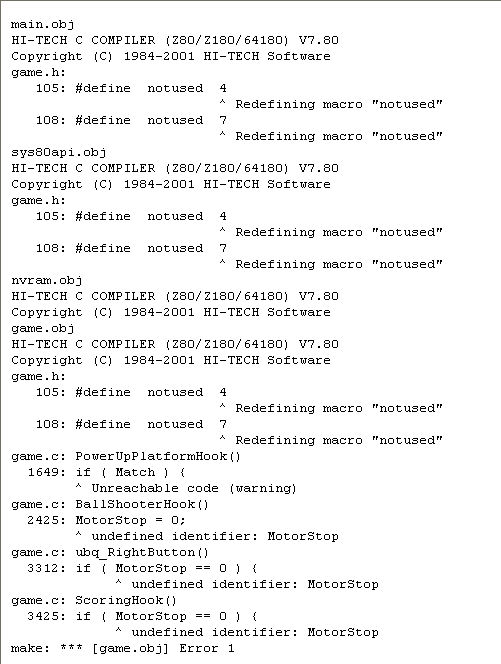 main.obj
HI-TECH C COMPILER (Z80/Z180/64180) V7.80
Copyright (C) 1984-2001 HI-TECH Software
game.h:
105: #define  notused  4
^ Redefining macro "notused"
108: #define  notused  7
^ Redefining macro "notused"
sys80api.obj
HI-TECH C COMPILER (Z80/Z180/64180) V7.80
Copyright (C) 1984-2001 HI-TECH Software
game.h:
105: #define  notused  4
^ Redefining macro "notused"
108: #define  notused  7
^ Redefining macro "notused"
nvram.obj
HI-TECH C COMPILER (Z80/Z180/64180) V7.80
Copyright (C) 1984-2001 HI-TECH Software
game.obj
HI-TECH C COMPILER (Z80/Z180/64180) V7.80
Copyright (C) 1984-2001 HI-TECH Software
game.h:
105: #define  notused  4
^ Redefining macro "notused"
108: #define  notused  7
^ Redefining macro "notused"
game.c: PowerUpPlatformHook()
1649: if ( Match ) {
^ Unreachable code (warning)
game.c: BallShooterHook()
2425: MotorStop = 0;
^ undefined identifier: MotorStop
game.c: ubq_RightButton()
3312: if ( MotorStop == 0 ) {
^ undefined identifier: MotorStop
game.c: ScoringHook()
3425: if ( MotorStop == 0 ) {
^ undefined identifier: MotorStop
make: *** [game.obj] Error 1